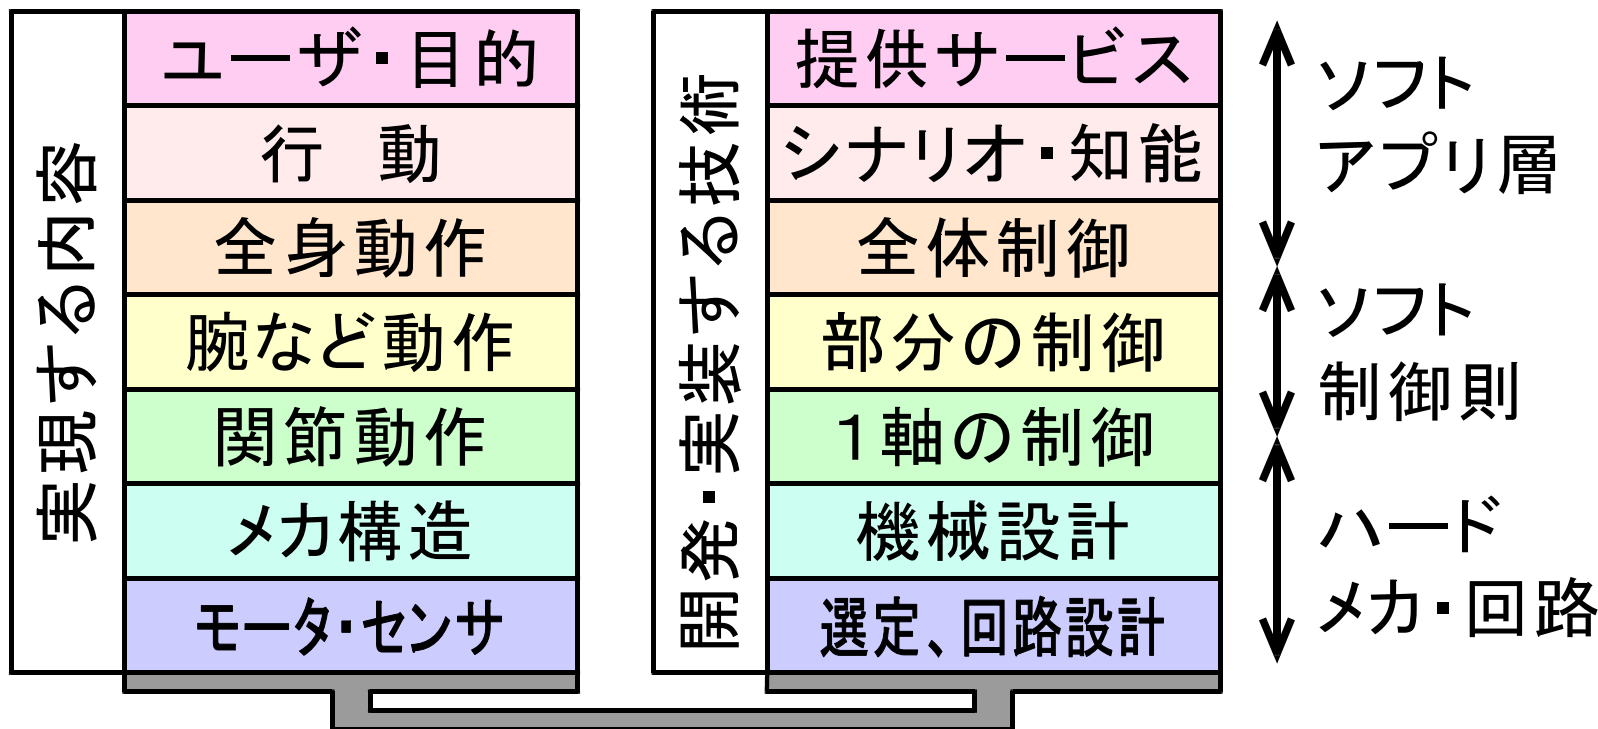 実現する内容
ユーザ・目的
行　動
全身動作
腕など動作
関節動作
メカ構造
モータ・センサ
開発・実装する技術
提供サービス
シナリオ・知能
全体制御
部分の制御
１軸の制御
機械設計
選定、回路設計
ソフト
アプリ層
ソフト
制御則
ハード
メカ・回路